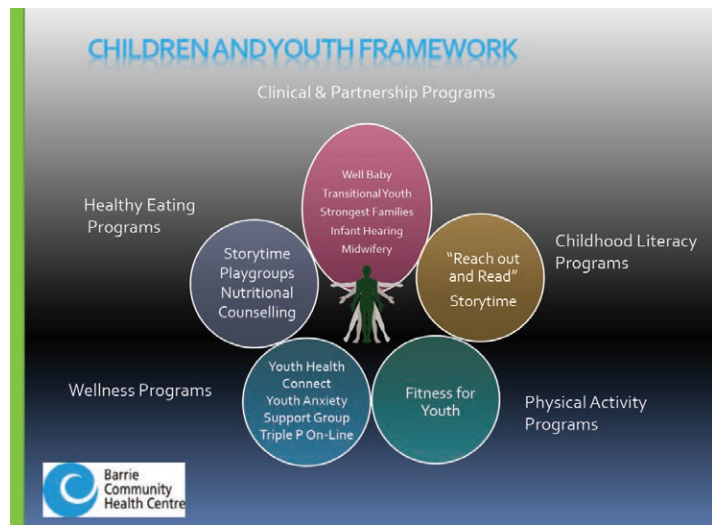 CHILDREN AND YOUTH FRAMEWORK
Clinical & Partnership Programs
Well Baby
Transitional Youth
Strongest Families
Infant Hearing
Midwifery
Healthy Eating
Programs
Storytime
Playgroups
Nutritional
Counselling
Childhood Literacy
Programs
"Reach out
and Read"
Storytime
Wellness Programs
Youth Health
Connect
Youth Anxiety
Support Group
Triple P On-Line
Fitness for
Youth
Physical Activity
Programs
Barrie
Community
Health Centre